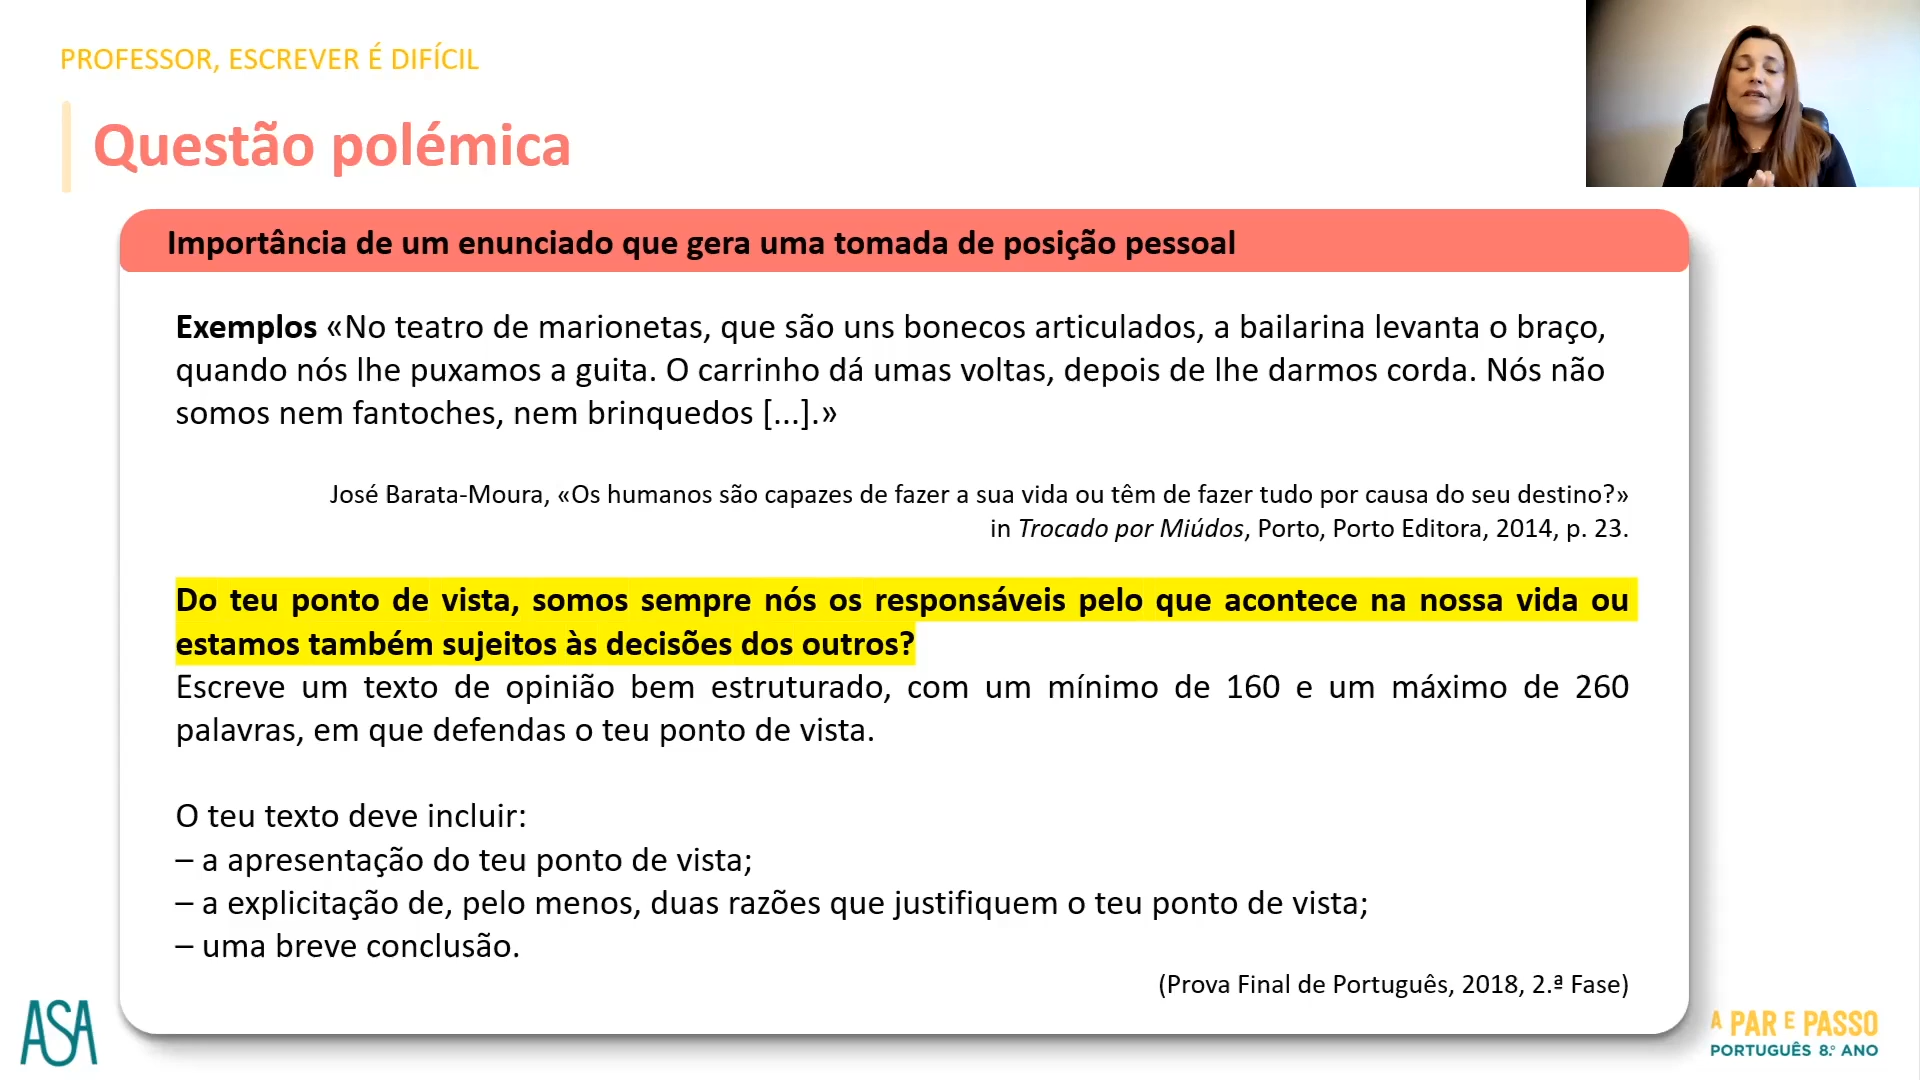 PROFESSOR, ESCREVER É DIFÍCIL
Questão polémica
Importância de um enunciado que gera uma tomada de posição pessoal
Exemplos «No teatro de marionetas, que são uns bonecos articulados, a bailarina levanta o braço,
quando nós lhe puxamos a guita. O carrinho dá umas voltas, depois de lhe darmos corda. Nós não
somos nem fantoches, nem brinquedos [...].»
José Barata-Moura, «Os humanos são capazes de fazer a sua vida ou têm de fazer tudo por causa do seu destino?»
in Trocado por Miúdos, Porto, Porto Editora, 2014, p. 23.
Do teu ponto de vista, somos sempre nós os responsáveis pelo que acontece na nossa vida ou
estamos também sujeitos às decisões dos outros?
Escreve um texto de opinião bem estruturado, com um mínimo de 160 e um máximo de 260
palavras, em que defendas o teu ponto de vista.
O teu texto deve incluir:
– a apresentação do teu ponto de vista;
– a explicitação de, pelo menos, duas razões que justifiquem o teu ponto de vista;
– uma breve conclusão.
(Prova Final de Português, 2018, 2.ª Fase)
ASA
A PAR E PASSO
PORTUGUÊS 8.º ANO